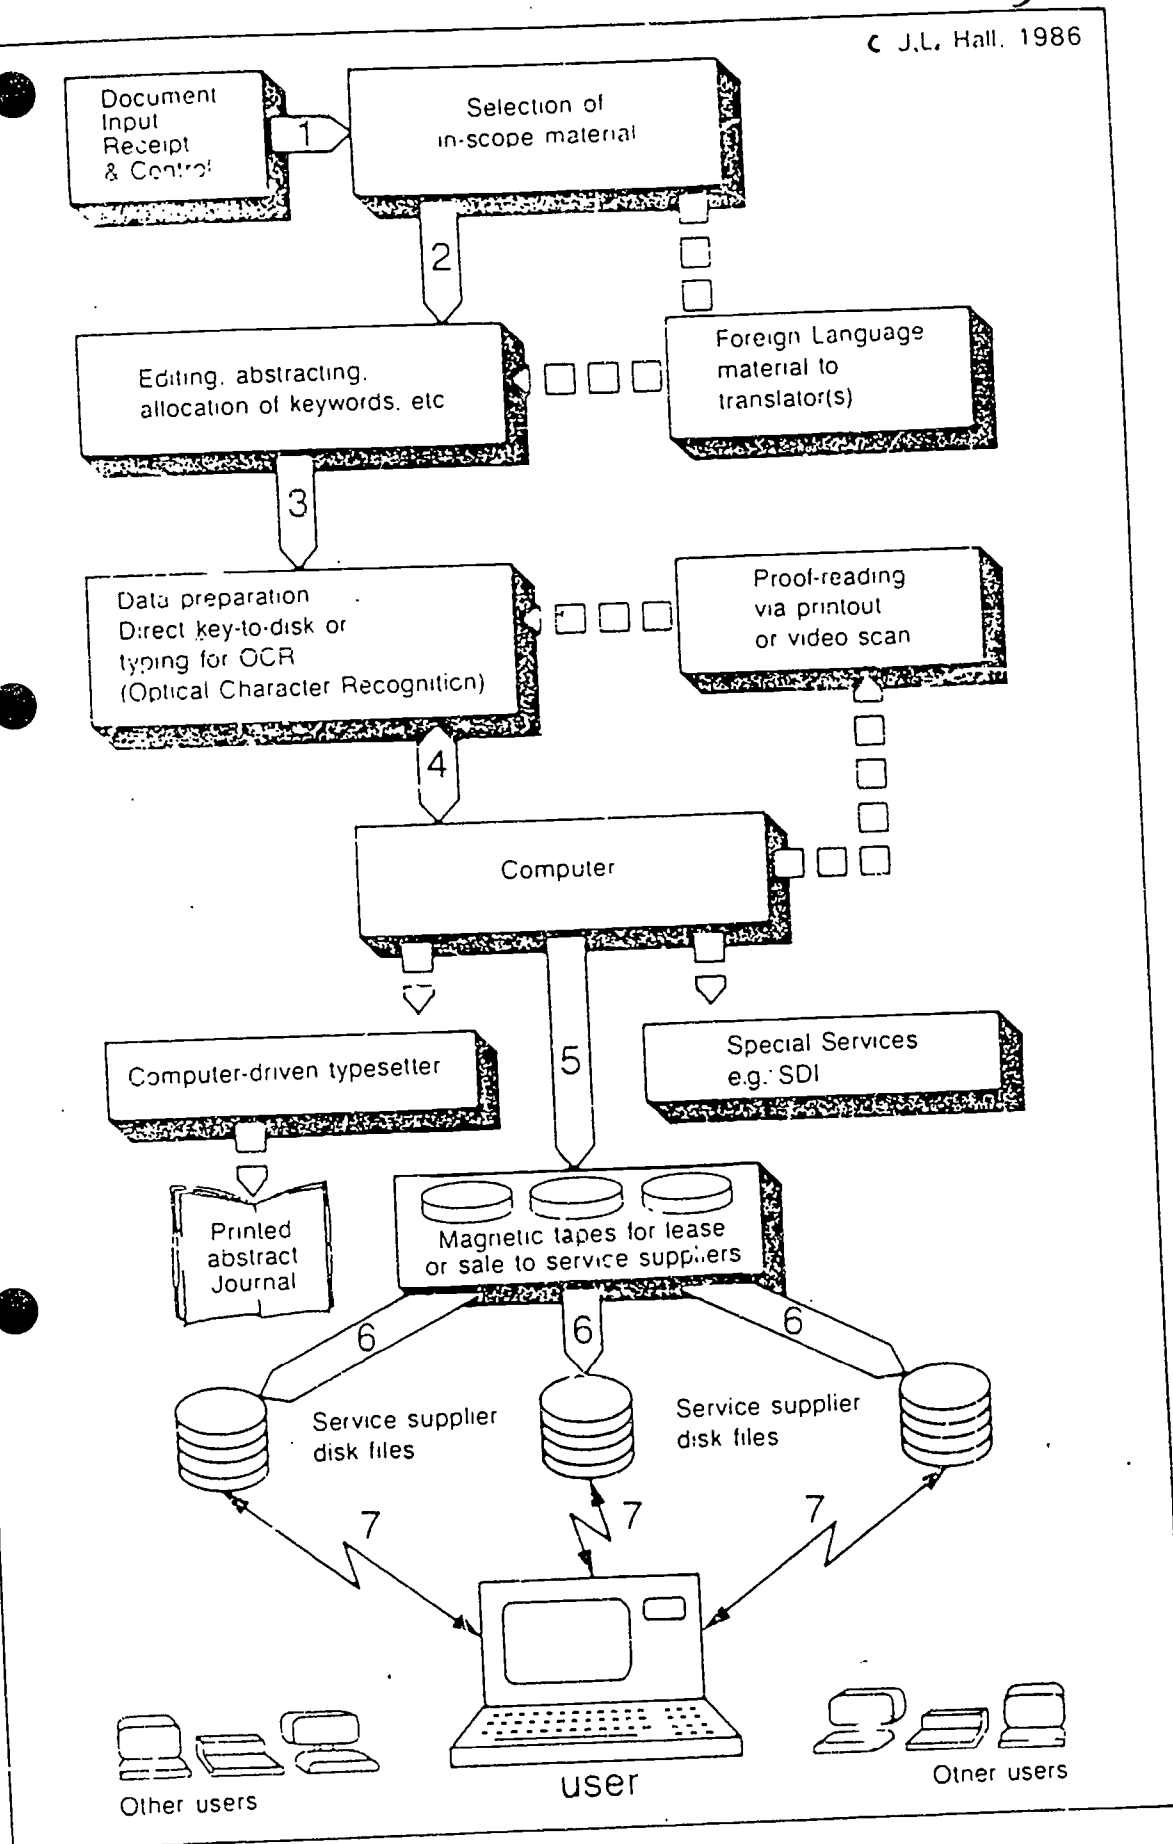 C J.L. Hall. 1986
Document
Input
Receipt
& Control
1
Selection of
in-scope material
2
Editing, abstracting,
allocation of keywords, etc
Foreign Language
material to
translator(s)
3
Data preparation
Direct key-to-disk or
typing for OCR
(Optical Character Recognition)
Proof-reading
via printout
or video scan
4
Computer
5
Computer-driven typesetter
Special Services
e.g. SDI
Printed
abstract
Journal
Magnetic tapes for lease
or sale to service suppliers
6
6
6
Service supplier
disk files
Service supplier
disk files
7
7
7
user
Other users
Other users